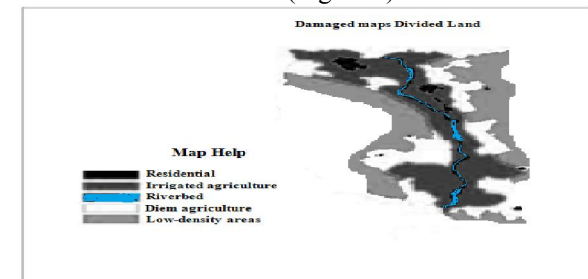 Damaged maps Divided Land
Map Help
Residential
Irrigated agriculture
Riverbed
Diem agriculture
Low-density areas